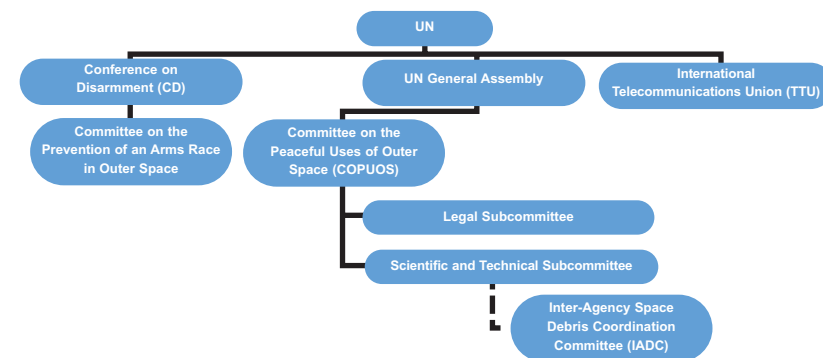 UN
Conference on
Disarmment (CD)
UN General Assembly
International
Telecommunications Union (TTU)
Committee on the
Prevention of an Arms Race
in Outer Space
Committee on the
Peaceful Uses of Outer
Space (COPUOS)
Legal Subcommittee
Scientific and Technical Subcommittee
Inter-Agency Space
Debris Coordination
Committee (IADC)